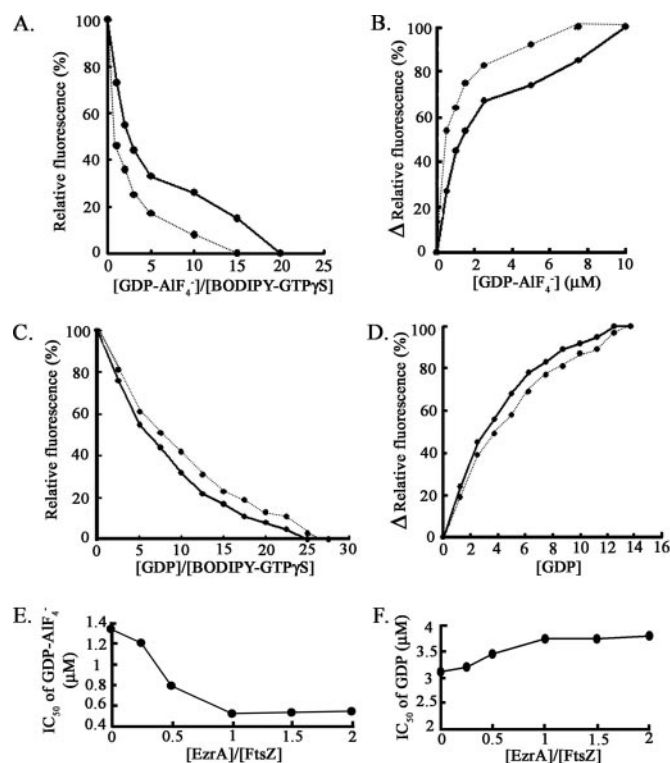 A.
Relative fluorescence (%)
100
80
60
40
20
0
0 5 10 15 20 25
[GDP-AlF₄⁻]/[BODIPY-GTPγS]
B.
Δ Relative fluorescence (%)
100
80
60
40
20
0
0 2 4 6 8 10
[GDP-AlF₄⁻] (μM)
C.
Relative fluorescence (%)
100
80
60
40
20
0
0 5 10 15 20 25 30
[GDP]/[BODIPY-GTPγS]
D.
Δ Relative fluorescence (%)
100
80
60
40
20
0
0 2 4 6 8 10 12 14 16
[GDP]
E.
IC₅₀ of GDP-AlF₄⁻
(μM)
1.4
1.2
1
0.8
0.6
0.4
0 0.5 1 1.5 2
[EzrA]/[FtsZ]
F.
IC₅₀ of GDP (μM)
4
3.5
3
2.5
2
0 0.5 1 1.5 2
[EzrA]/[FtsZ]